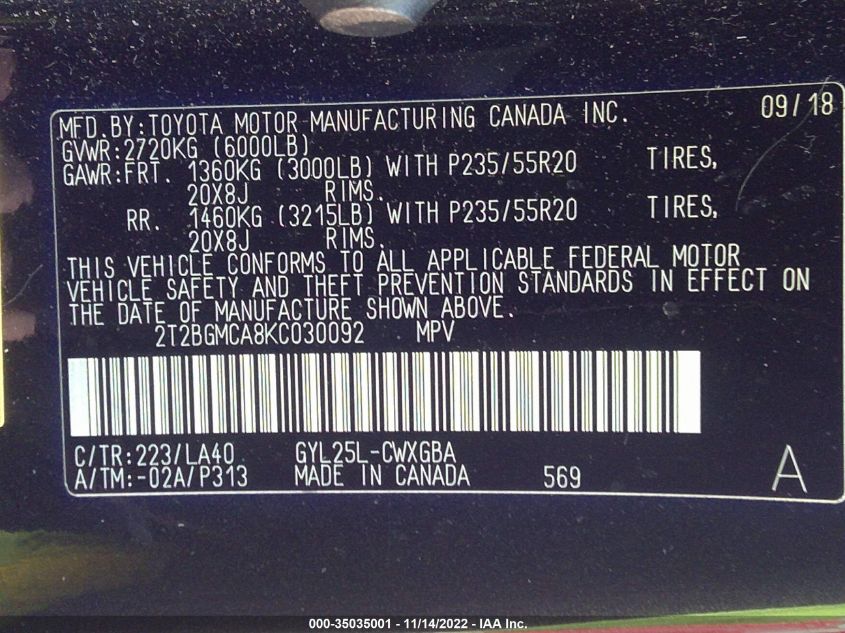 MFD.BY:TOYOTA MOTOR MANUFACTURING CANADA INC. 09/18
GVWR:2720KG (6000LB)
GAWR:FRT. 1360KG (3000LB) WITH P235/55R20 TIRES,
20X8J RIMS.
RR. 1460KG (3215LB) WITH P235/55R20 TIRES,
20X8J RIMS.
THIS VEHICLE CONFORMS TO ALL APPLICABLE FEDERAL MOTOR
VEHICLE SAFETY AND THEFT PREVENTION STANDARDS IN EFFECT ON
THE DATE OF MANUFACTURE SHOWN ABOVE.
2T2BGMCA8KC030092 MPV
C/TR:223/LA40 GYL25L-CWXGBA
A/TM:-02A/P313 MADE IN CANADA 569 A
000-35035001 - 11/14/2022 - IAA Inc.